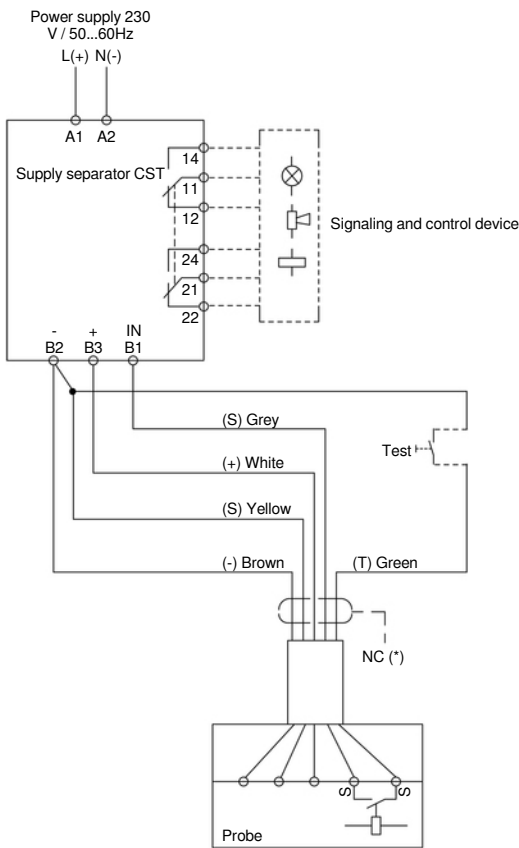 Power supply 230
V / 50...60Hz
L(+) N(-)
A1 A2
14
Supply separator CST
11
12
Signaling and control device
24
21
22
- + IN
B2 B3 B1
(S) Grey
Test
(+) White
(S) Yellow
(-) Brown
(T) Green
NC (*)
S S
Probe